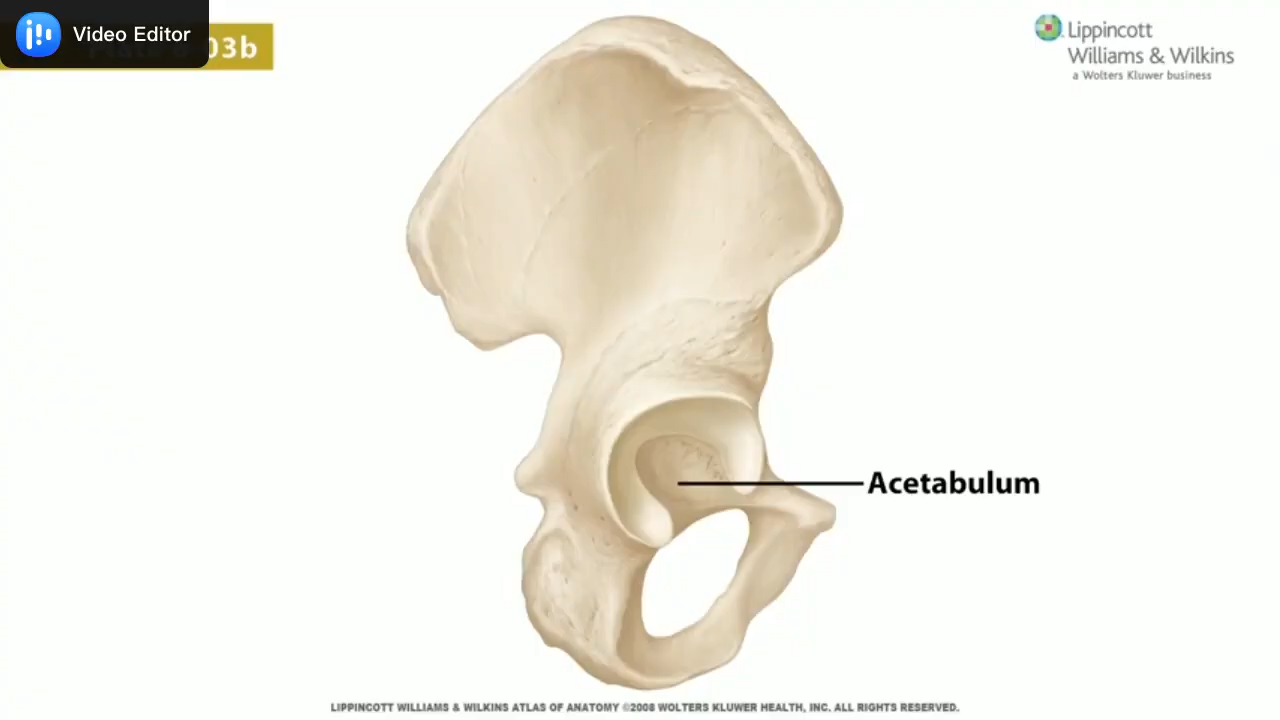 Video Editor
03b
Lippincott
Williams & Wilkins
a Wolters Kluwer business
Acetabulum
LIPPINCOTT WILLIAMS & WILKINS ATLAS OF ANATOMY ©2008 WOLTERS KLUWER HEALTH, INC. ALL RIGHTS RESERVED.